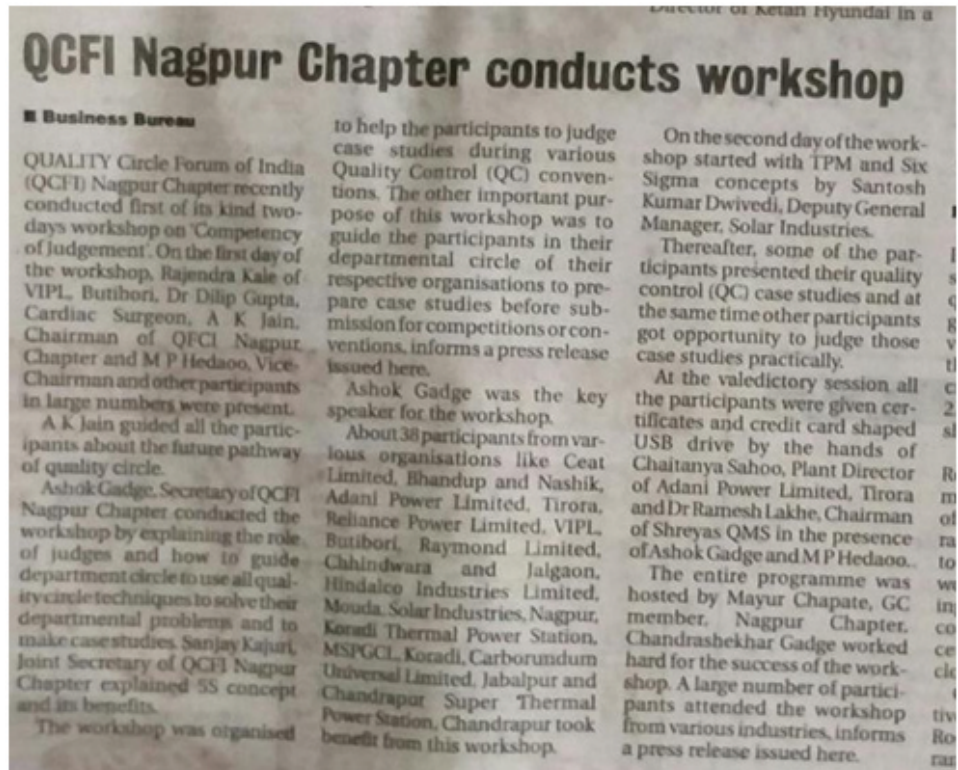 Director of Ketan Hyundai in a
QCFI Nagpur Chapter conducts workshop
■ Business Bureau
QUALITY Circle Forum of India
(QCFI) Nagpur Chapter recently
conducted first of its kind two-
days workshop on 'Competency
of Judgement'. On the first day of
the workshop, Rajendra Kale of
VIPL, Butibori, Dr Dilip Gupta,
Cardiac Surgeon, A K Jain,
Chairman of QFCI Nagpur
Chapter and M P Hedaoo, Vice-
Chairman and other participants
in large numbers were present.
A K Jain guided all the partic-
ipants about the future pathway
of quality circle.
Ashok Gadge, Secretary of QCFI
Nagpur Chapter conducted the
workshop by explaining the role
of judges and how to guide
department circle to use all qual-
ity circle techniques to solve their
departmental problems and to
make case studies. Sanjay Kajuri,
Joint Secretary of QCFI Nagpur
Chapter explained 5S concept
and its benefits.
The workshop was organised
to help the participants to judge
case studies during various
Quality Control (QC) conven-
tions. The other important pur-
pose of this workshop was to
guide the participants in their
departmental circle of their
respective organisations to pre-
pare case studies before sub-
mission for competitions or con-
ventions, informs a press release
issued here.
Ashok Gadge was the key
speaker for the workshop.
About 38 participants from var-
ious organisations like Ceat
Limited, Bhandup and Nashik,
Adani Power Limited, Tirora,
Reliance Power Limited, VIPL,
Butibori, Raymond Limited,
Chhindwara and Jalgaon,
Hindalco Industries Limited,
Mouda, Solar Industries, Nagpur,
Koradi Thermal Power Station,
MSPGCL, Koradi, Carborundum
Universal Limited, Jabalpur and
Chandrapur Super Thermal
Power Station, Chandrapur took
benefit from this workshop.
On the second day of the work-
shop started with TPM and Six
Sigma concepts by Santosh
Kumar Dwivedi, Deputy General
Manager, Solar Industries.
Thereafter, some of the par-
ticipants presented their quality
control (QC) case studies and at
the same time other participants
got opportunity to judge those
case studies practically.
At the valedictory session all
the participants were given cer-
tificates and credit card shaped
USB drive by the hands of
Chaitanya Sahoo, Plant Director
of Adani Power Limited, Tirora
and Dr Ramesh Lakhe, Chairman
of Shreyas QMS in the presence
of Ashok Gadge and M P Hedaoo.
The entire programme was
hosted by Mayur Chapate, GC
member, Nagpur Chapter.
Chandrashekhar Gadge worked
hard for the success of the work-
shop. A large number of partici-
pants attended the workshop
from various industries, informs
a press release issued here.